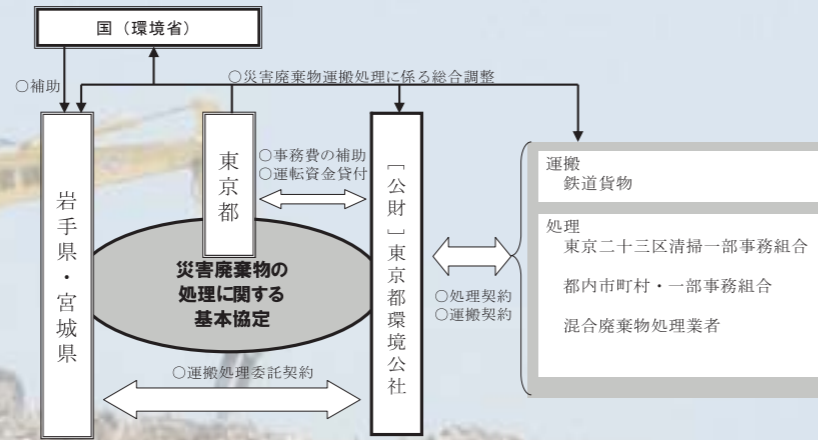 国（環境省）
○災害廃棄物運搬処理に係る総合調整
○補助
岩手県・宮城県
東京都
○事務費の補助
○運転資金貸付
［公財］東京都環境公社
災害廃棄物の
処理に関する
基本協定
○運搬処理委託契約
○処理契約
○運搬契約
運搬
鉄道貨物
処理
東京二十三区清掃一部事務組合
都内市町村・一部事務組合
混合廃棄物処理業者